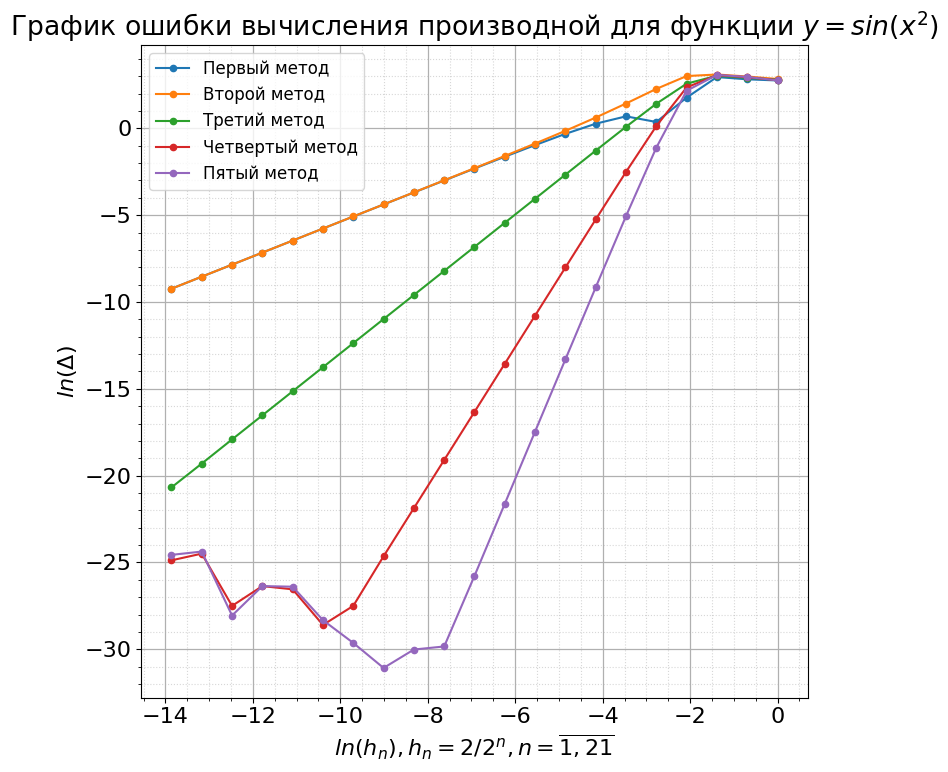 График ошибки вычисления производной для функции y = sin(x²)
Первый метод
Второй метод
Третий метод
Четвертый метод
Пятый метод
ln(Δ)
0
−5
−10
−15
−20
−25
−30
−14 −12 −10 −8 −6 −4 −2 0
ln(hₙ), hₙ = 2/2ⁿ, n = \overline{1, 21}